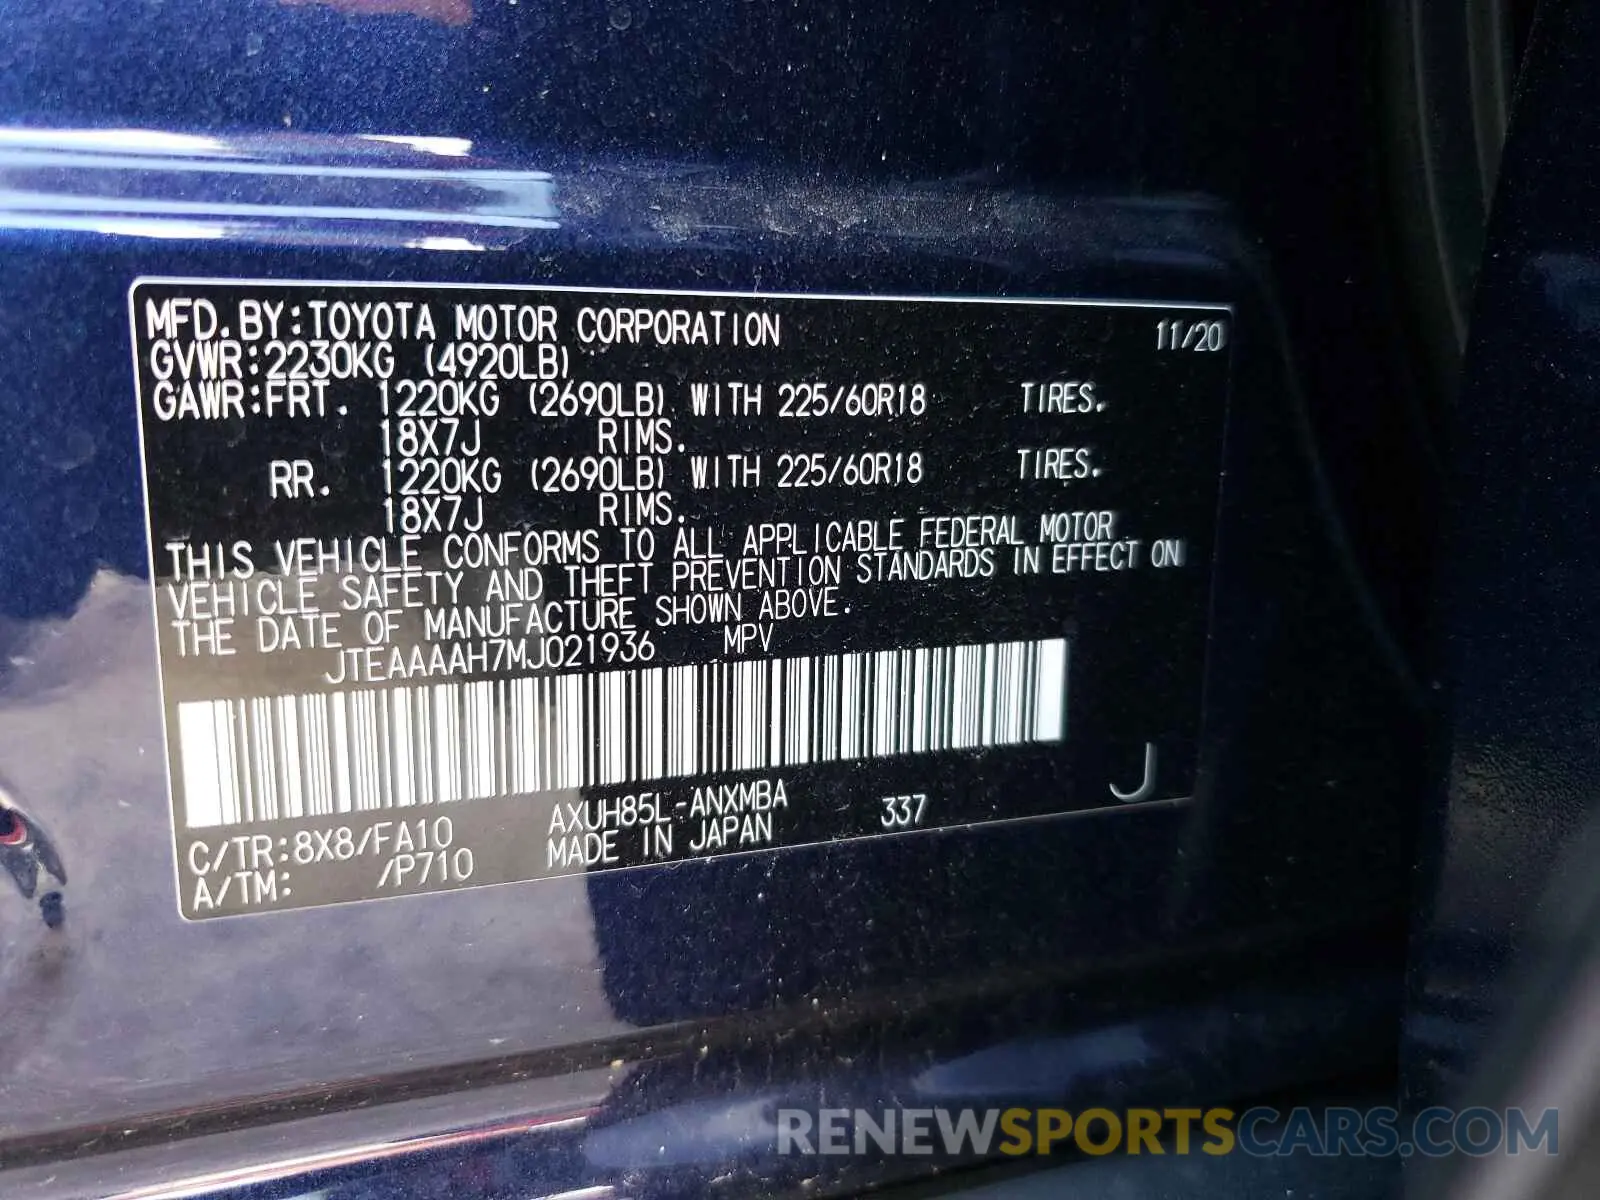 MFD.BY:TOYOTA MOTOR CORPORATION 11/20
GVWR:2230KG (4920LB)
GAWR:FRT. 1220KG (2690LB) WITH 225/60R18 TIRES.
18X7J RIMS.
RR. 1220KG (2690LB) WITH 225/60R18 TIRES.
18X7J RIMS.
THIS VEHICLE CONFORMS TO ALL APPLICABLE FEDERAL MOTOR
VEHICLE SAFETY AND THEFT PREVENTION STANDARDS IN EFFECT ON
THE DATE OF MANUFACTURE SHOWN ABOVE.
JTEAAAAH7MJ021936 MPV
J
C/TR:8X8/FA10 AXUH85L-ANXMBA 337
A/TM: /P710 MADE IN JAPAN
RENEWSPORTSCARS.COM